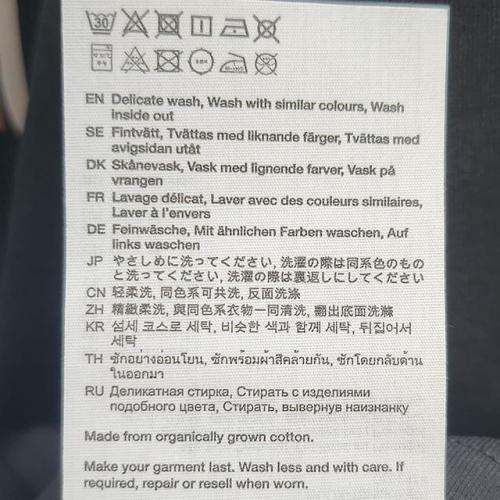 30
EN Delicate wash, Wash with similar colours, Wash
inside out
SE Fintvätt, Tvättas med liknande färger, Tvättas med
avigsidan utåt
DK Skånevask, Vask med lignende farver, Vask på
vrangen
FR Lavage délicat, Laver avec des couleurs similaires,
Laver à l'envers
DE Feinwäsche, Mit ähnlichen Farben waschen, Auf
links waschen
JP やさしめに洗ってください, 洗濯の際は同系色のもの
と洗ってください, 洗濯の際は裏返しにしてください
CN 轻柔洗, 同色系可共洗, 反面洗涤
ZH 精緻柔洗, 與同色系衣物一同清洗, 翻出底面洗滌
KR 섬세 코스로 세탁, 비슷한 색과 함께 세탁, 뒤집어서
세탁
TH ซักอย่างอ่อนโยน, ซักพร้อมผ้าสีคล้ายกัน, ซักโดยกลับด้าน
ในออกมา
RU Деликатная стирка, Стирать с изделиями
подобного цвета, Стирать, вывернув наизнанку
Made from organically grown cotton.
Make your garment last. Wash less and with care. If
required, repair or resell when worn.